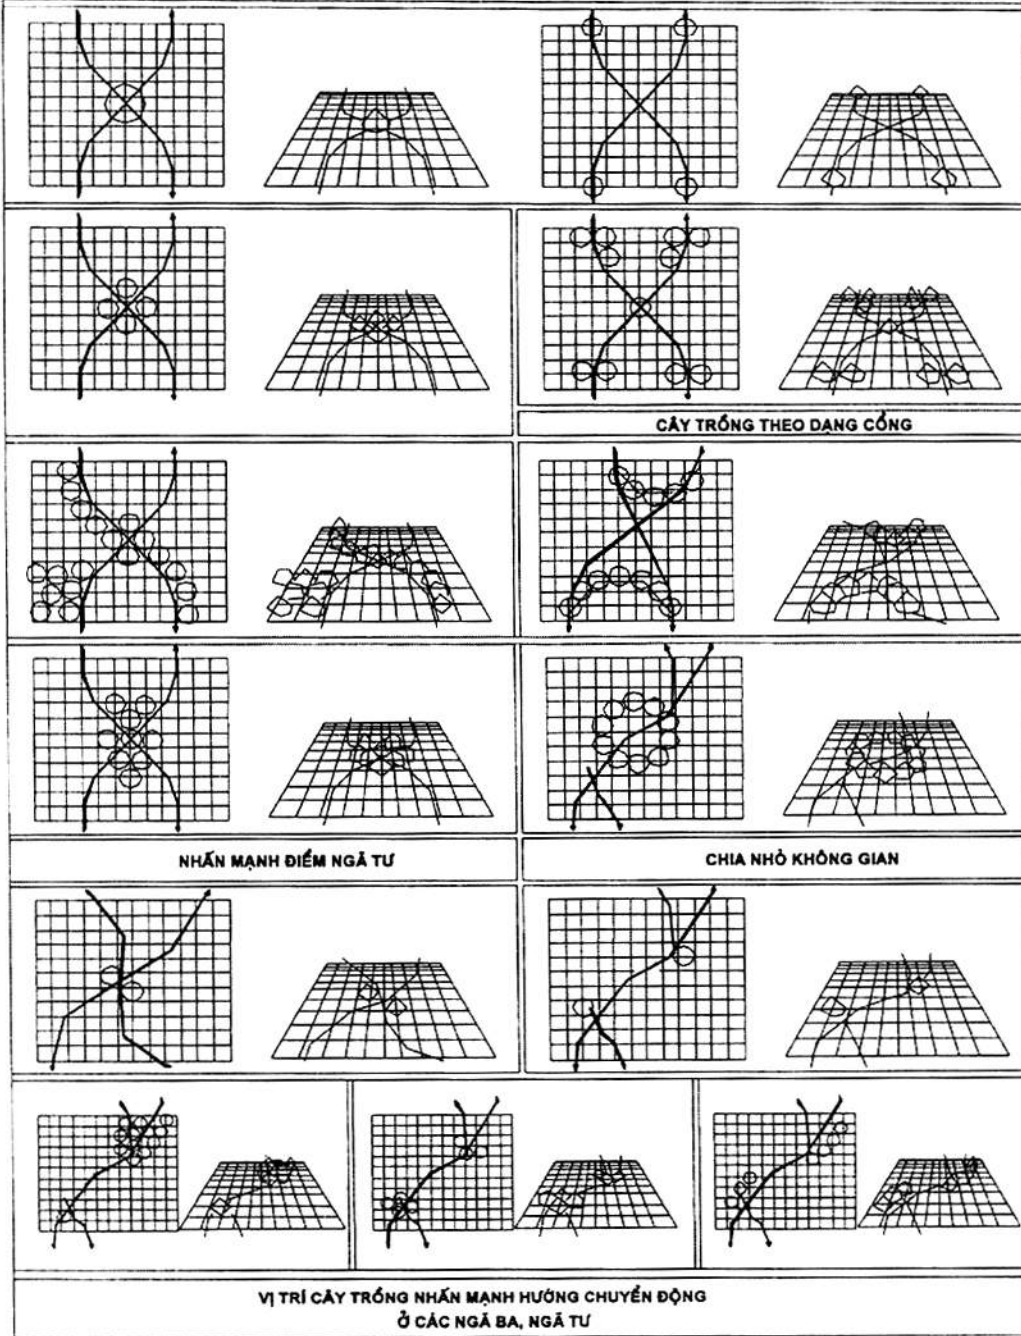 CÂY TRỒNG THEO DẠNG CỔNG
NHẤN MẠNH ĐIỂM NGÃ TƯ
CHIA NHỎ KHÔNG GIAN
VỊ TRÍ CÂY TRỒNG NHẤN MẠNH HƯỚNG CHUYỂN ĐỘNG
Ở CÁC NGÃ BA, NGÃ TƯ